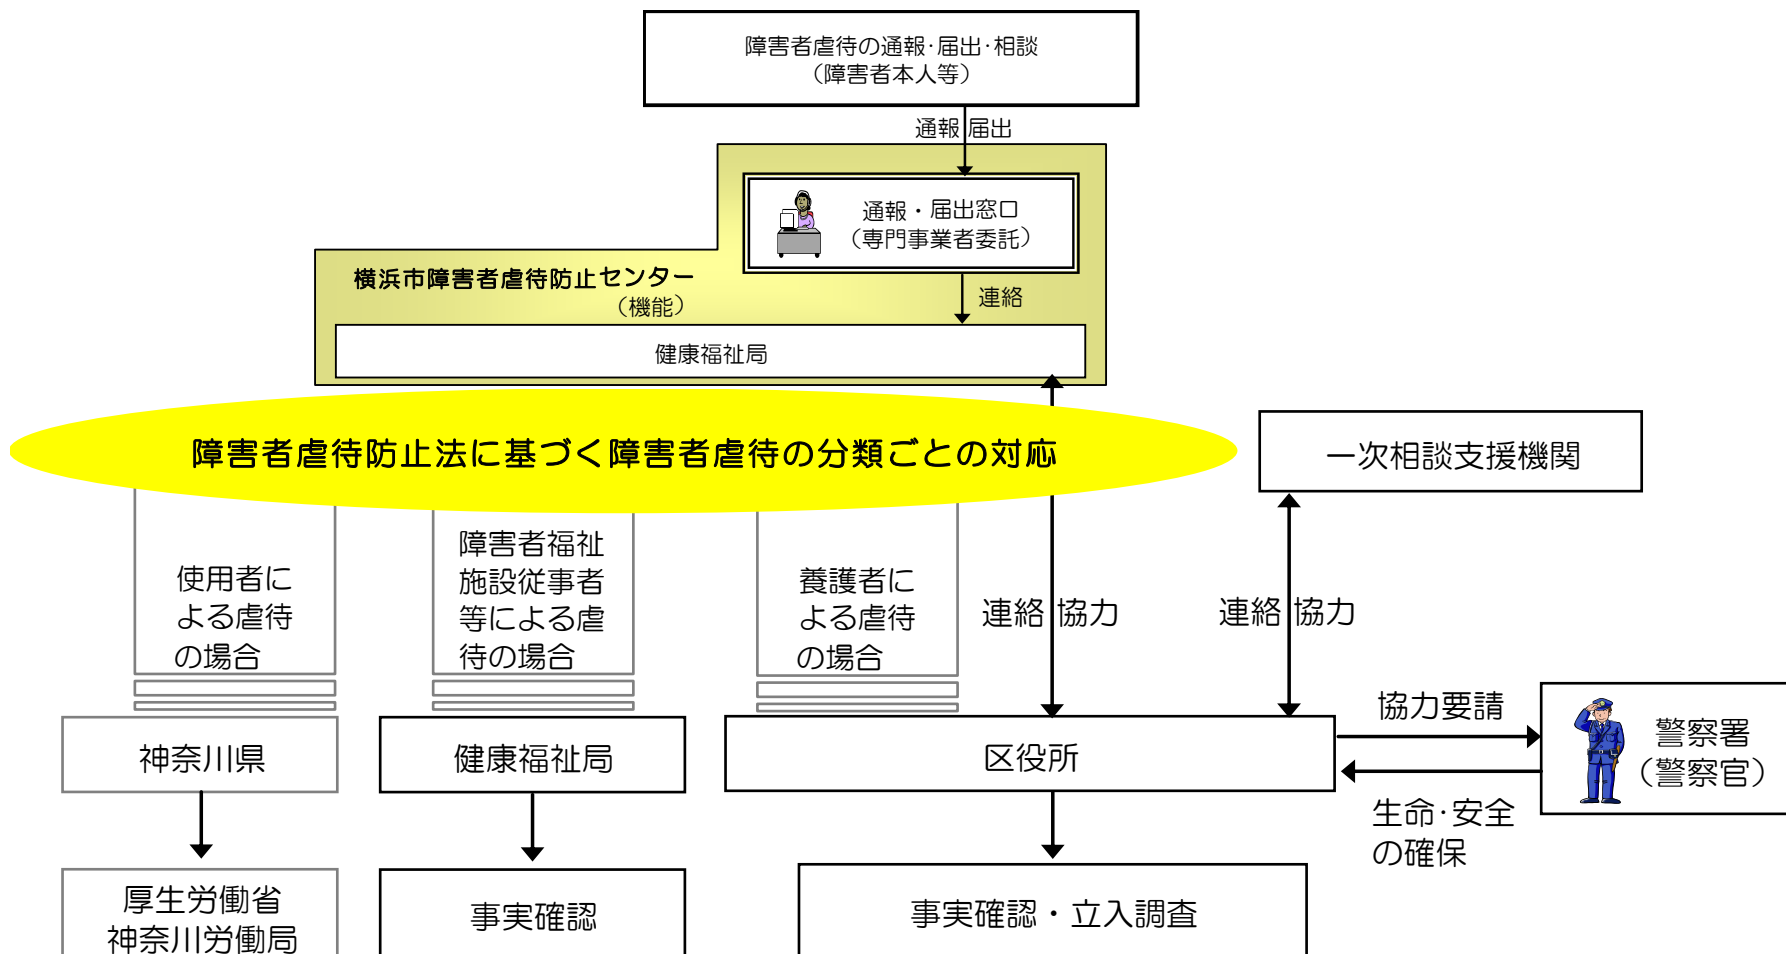 障害者虐待の通報･届出･相談
（障害者本人等）
通報 届出
通報・届出窓口
（専門事業者委託）
横浜市障害者虐待防止センター
（機能）
連絡
健康福祉局
障害者虐待防止法に基づく障害者虐待の分類ごとの対応
一次相談支援機関
使用者に
よる虐待
の場合
障害者福祉
施設従事者
等による虐
待の場合
養護者に
よる虐待
の場合
連絡 協力
連絡 協力
神奈川県
健康福祉局
区役所
協力要請
警察署
（警察官）
生命･安全
の確保
厚生労働省
神奈川労働局
事実確認
事実確認・立入調査